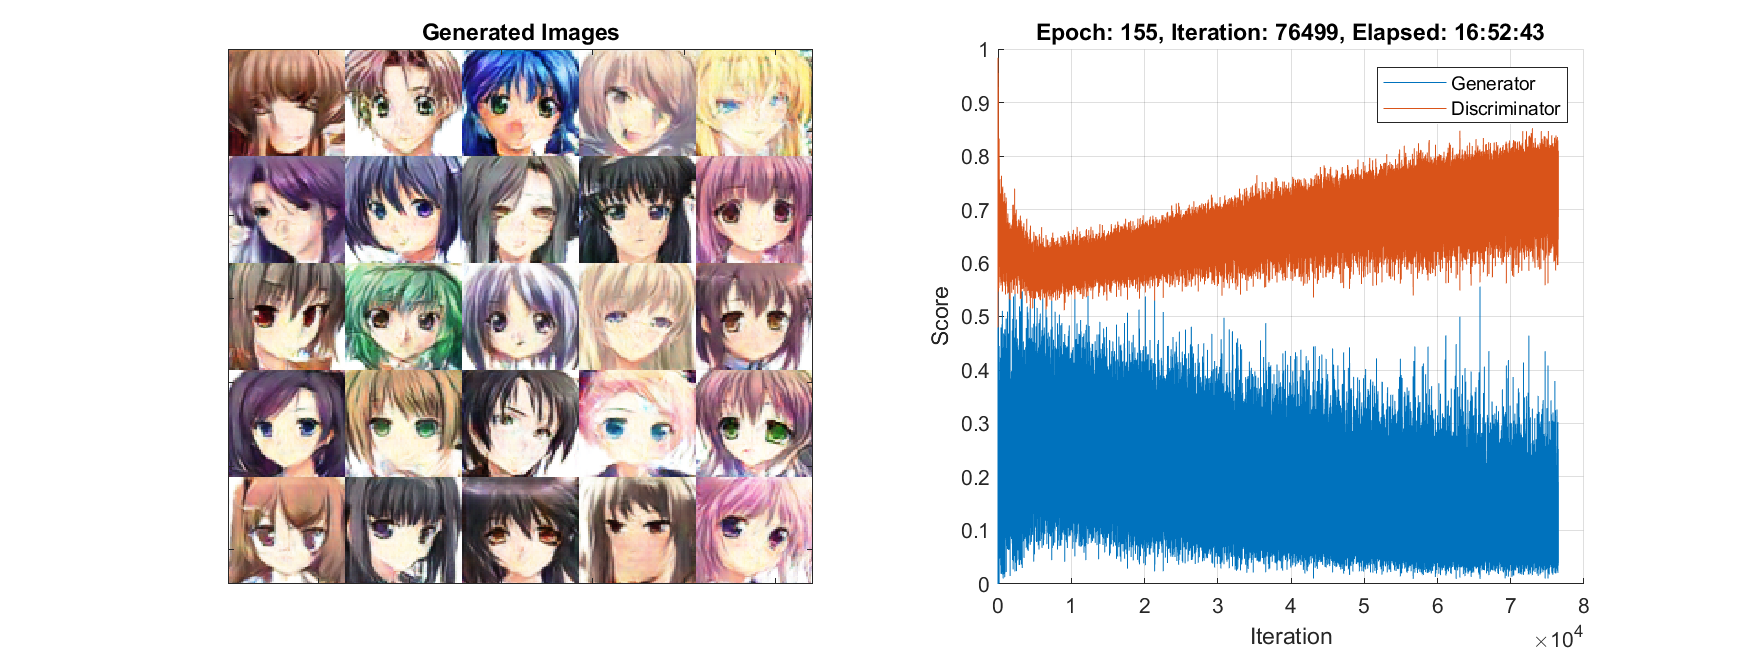 Generated Images
Epoch: 155, Iteration: 76499, Elapsed: 16:52:43
Generator
Discriminator
1
0.9
0.8
0.7
0.6
0.5
0.4
0.3
0.2
0.1
0
Score
0 1 2 3 4 5 6 7 8
Iteration
×10⁴